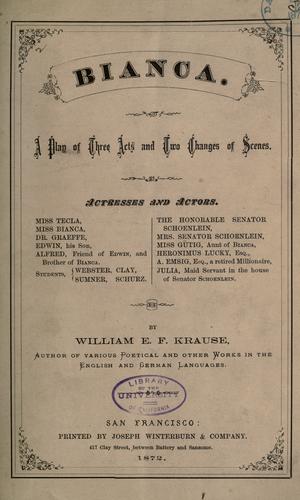 BIANCA.
A Play of Three Acts and Two Changes of Scenes.
ACTRESSES AND ACTORS.
MISS TECLA,
MISS BIANCA,
DR. GRAEFFE,
EDWIN, his Son,
ALFRED, Friend of EDWIN, and
Brother of BIANCA.
STUDENTS, { WEBSTER, CLAY,
SUMNER, SCHURZ.
THE HONORABLE SENATOR
SCHOENLEIN,
MRS. SENATOR SCHOENLEIN,
MISS GÜTIG, Aunt of BIANCA,
HIERONIMUS LUCKY, Esq.,
A. EMSIG, Esq., a retired Millionaire,
JULIA, Maid Servant in the house
of Senator SCHOENLEIN.
BY
WILLIAM E. F. KRAUSE,
AUTHOR OF VARIOUS POETICAL AND OTHER WORKS IN THE
ENGLISH AND GERMAN LANGUAGES.
LIBRARY
OF THE
UNIVERSITY
OF
CALIFORNIA
SAN FRANCISCO:
PRINTED BY JOSEPH WINTERBURN & COMPANY.
417 Clay Street, between Battery and Sansome.
1872.